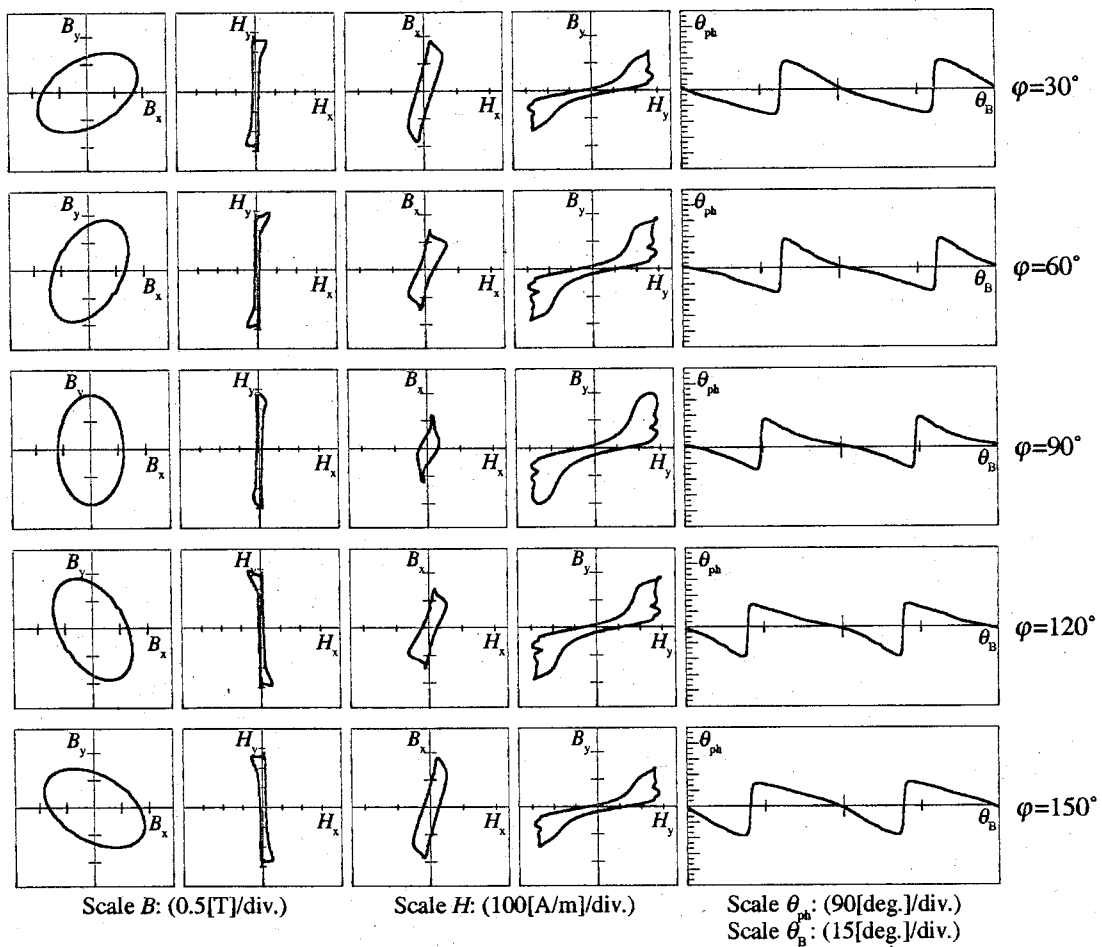 B_y H_y B_x B_y θ_ph
B_x H_x H_x H_y θ_B φ=30°
B_y H_y B_x B_y θ_ph
B_x H_x H_x H_y θ_B φ=60°
B_y H_y B_x B_y θ_ph
B_x H_x H_x H_y θ_B φ=90°
B_y H_y B_x B_y θ_ph
B_x H_x H_x H_y θ_B φ=120°
B_y H_y B_x B_y θ_ph
B_x H_x H_x H_y θ_B φ=150°
Scale B: (0.5[T]/div.) Scale H: (100[A/m]/div.) Scale θ_ph: (90[deg.]/div.)
Scale θ_B: (15[deg.]/div.)